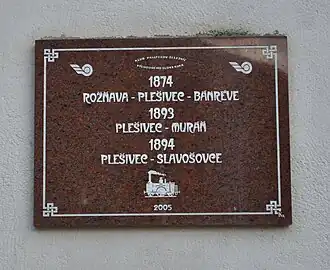 1874
ROŽŇAVA - PLEŠIVEC - BÁNRÉVE
1893
PLEŠIVEC - MURÁŇ
1894
PLEŠIVEC - SLAVOŠOVCE
2005